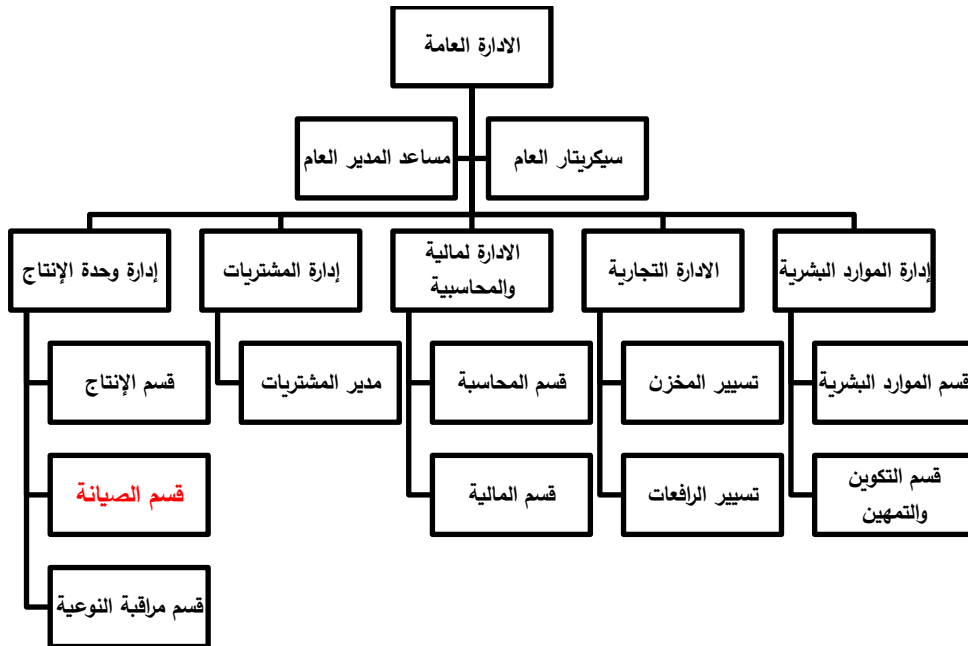 الادارة العامة
سيكريتار العام
مساعد المدير العام
إدارة الموارد البشرية
الادارة التجارية
الادارة لمالية
والمحاسبية
إدارة المشتريات
إدارة وحدة الإنتاج
قسم الموارد البشرية
تسيير المخزن
قسم المحاسبة
مدير المشتريات
قسم الإنتاج
قسم التكوين
والتمهين
تسيير الرافعات
قسم المالية
قسم الصيانة
قسم مراقبة النوعية